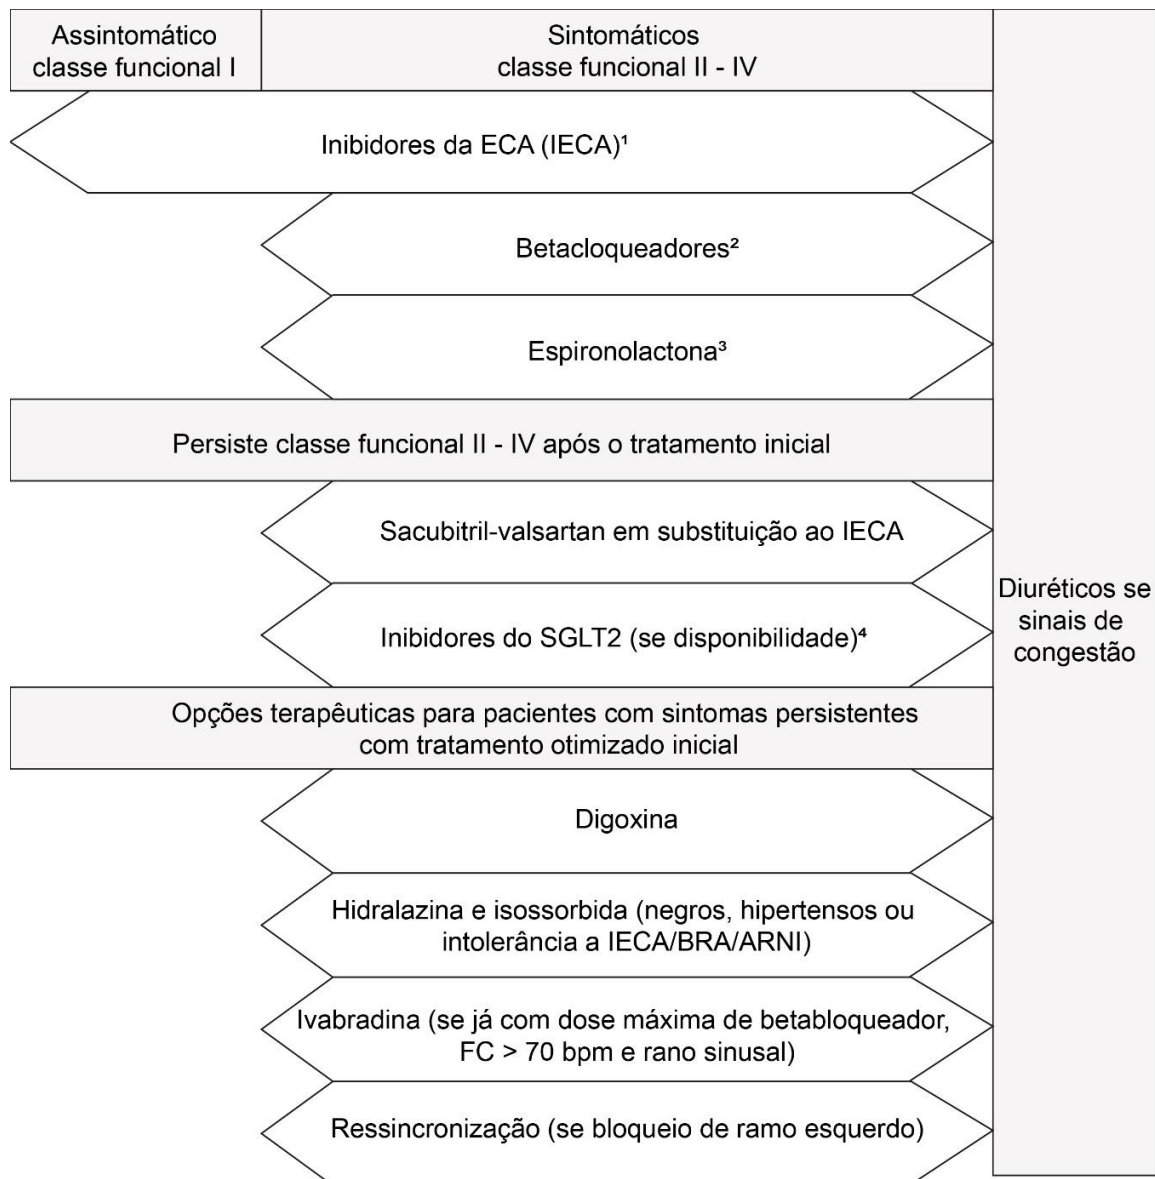 Assintomático
classe funcional I
Sintomáticos
classe funcional II - IV
Inibidores da ECA (IECA)¹
Betacloqueadores²
Espironolactona³
Persiste classe funcional II - IV após o tratamento inicial
Sacubitril-valsartan em substituição ao IECA
Inibidores do SGLT2 (se disponibilidade)⁴
Opções terapêuticas para pacientes com sintomas persistentes
com tratamento otimizado inicial
Digoxina
Hidralazina e isossorbida (negros, hipertensos ou
intolerância a IECA/BRA/ARNI)
Ivabradina (se já com dose máxima de betabloqueador,
FC > 70 bpm e rano sinusal)
Ressincronização (se bloqueio de ramo esquerdo)
Diuréticos se
sinais de
congestão